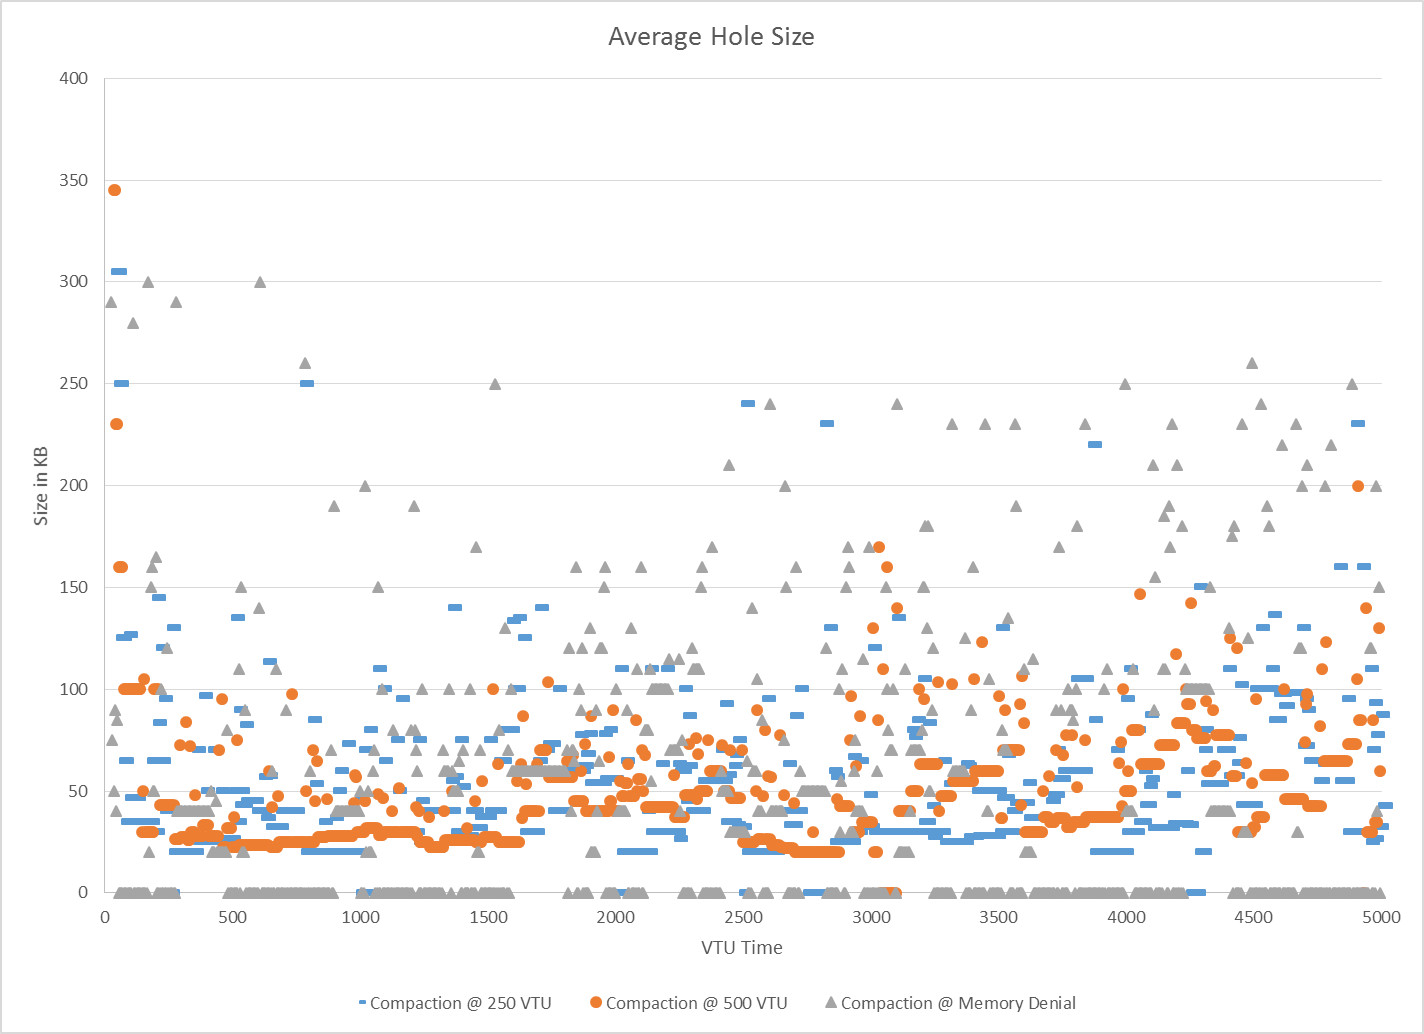 Average Hole Size
400
350
300
250
200
150
100
50
0
Size in KB
0 500 1000 1500 2000 2500 3000 3500 4000 4500 5000
VTU Time
Compaction @ 250 VTU Compaction @ 500 VTU Compaction @ Memory Denial